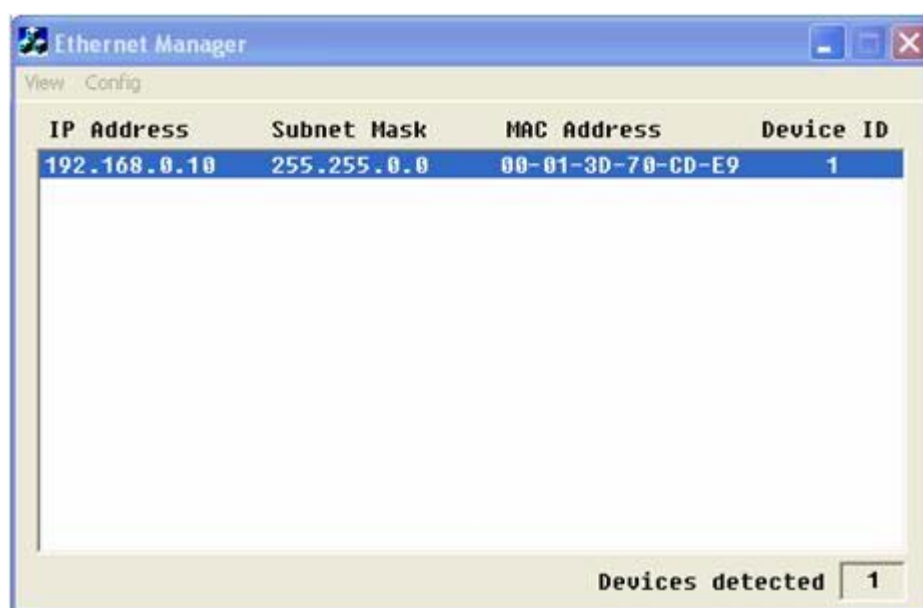 Ethernet Manager
View Config
IP Address Subnet Mask MAC Address Device ID
192.168.0.10 255.255.0.0 00-01-3D-70-CD-E9 1
Devices detected 1